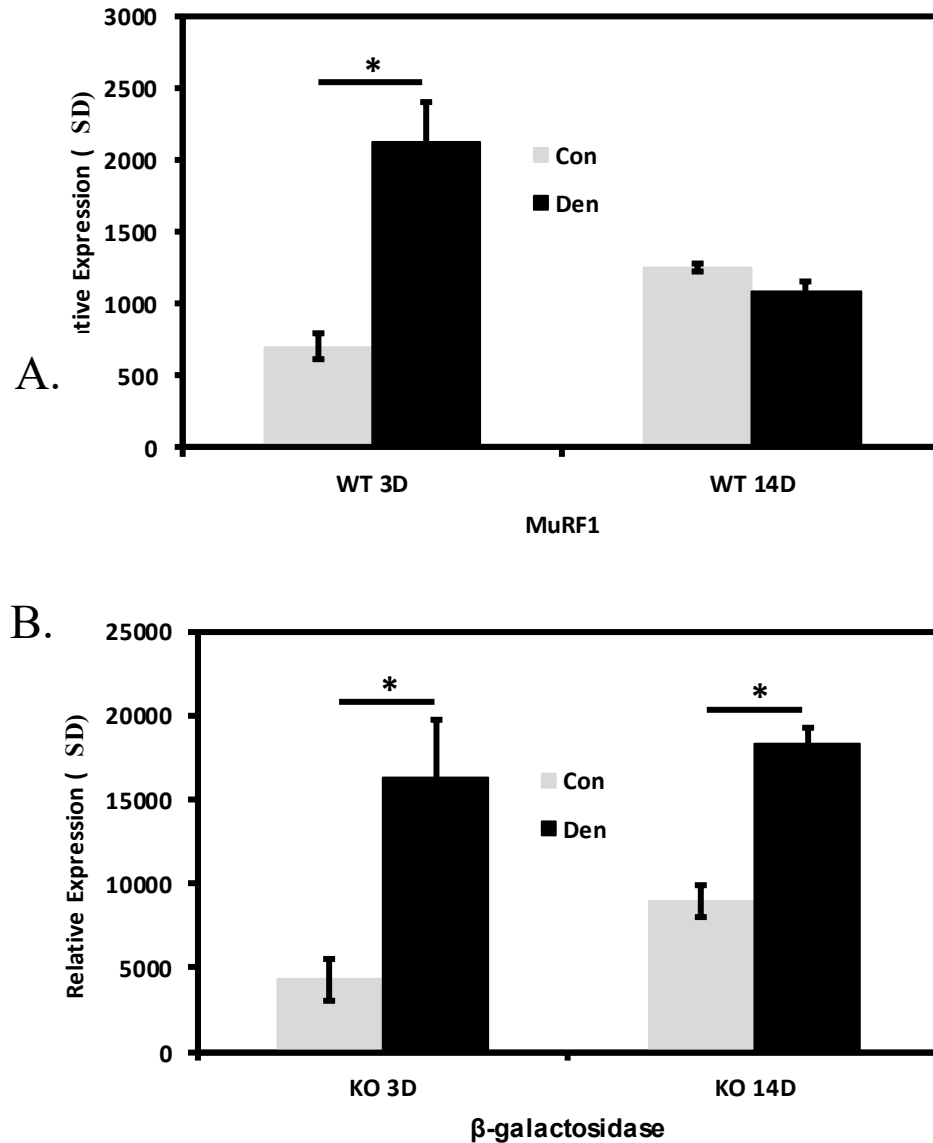 A.
tive Expression ( SD)
3000
2500
2000
1500
1000
500
0
*
Con
Den
WT 3D
WT 14D
MuRF1
B.
Relative Expression ( SD)
25000
20000
15000
10000
5000
0
*
*
Con
Den
KO 3D
KO 14D
β-galactosidase